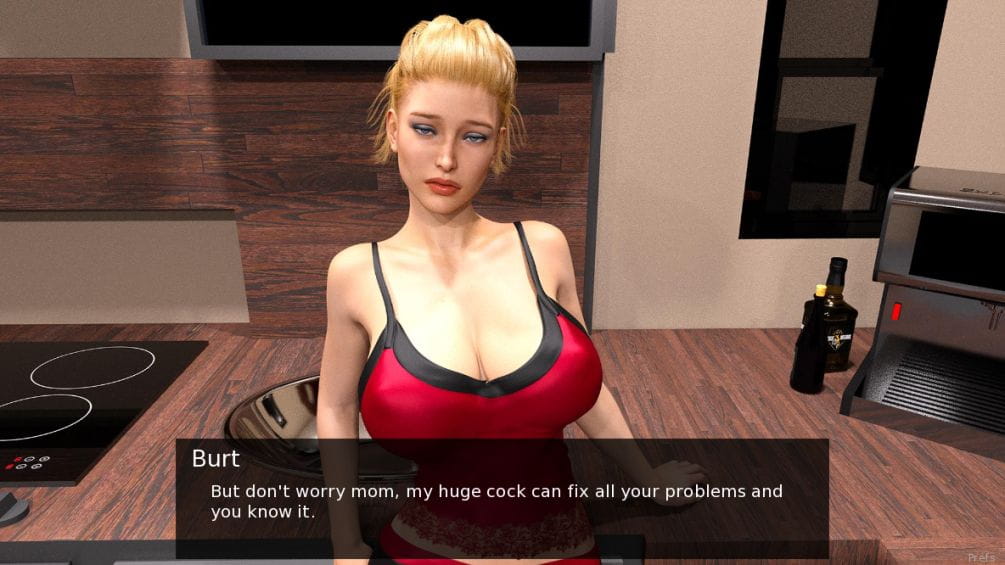 Burt
But don't worry mom, my huge cock can fix all your problems and
you know it.
Prefs